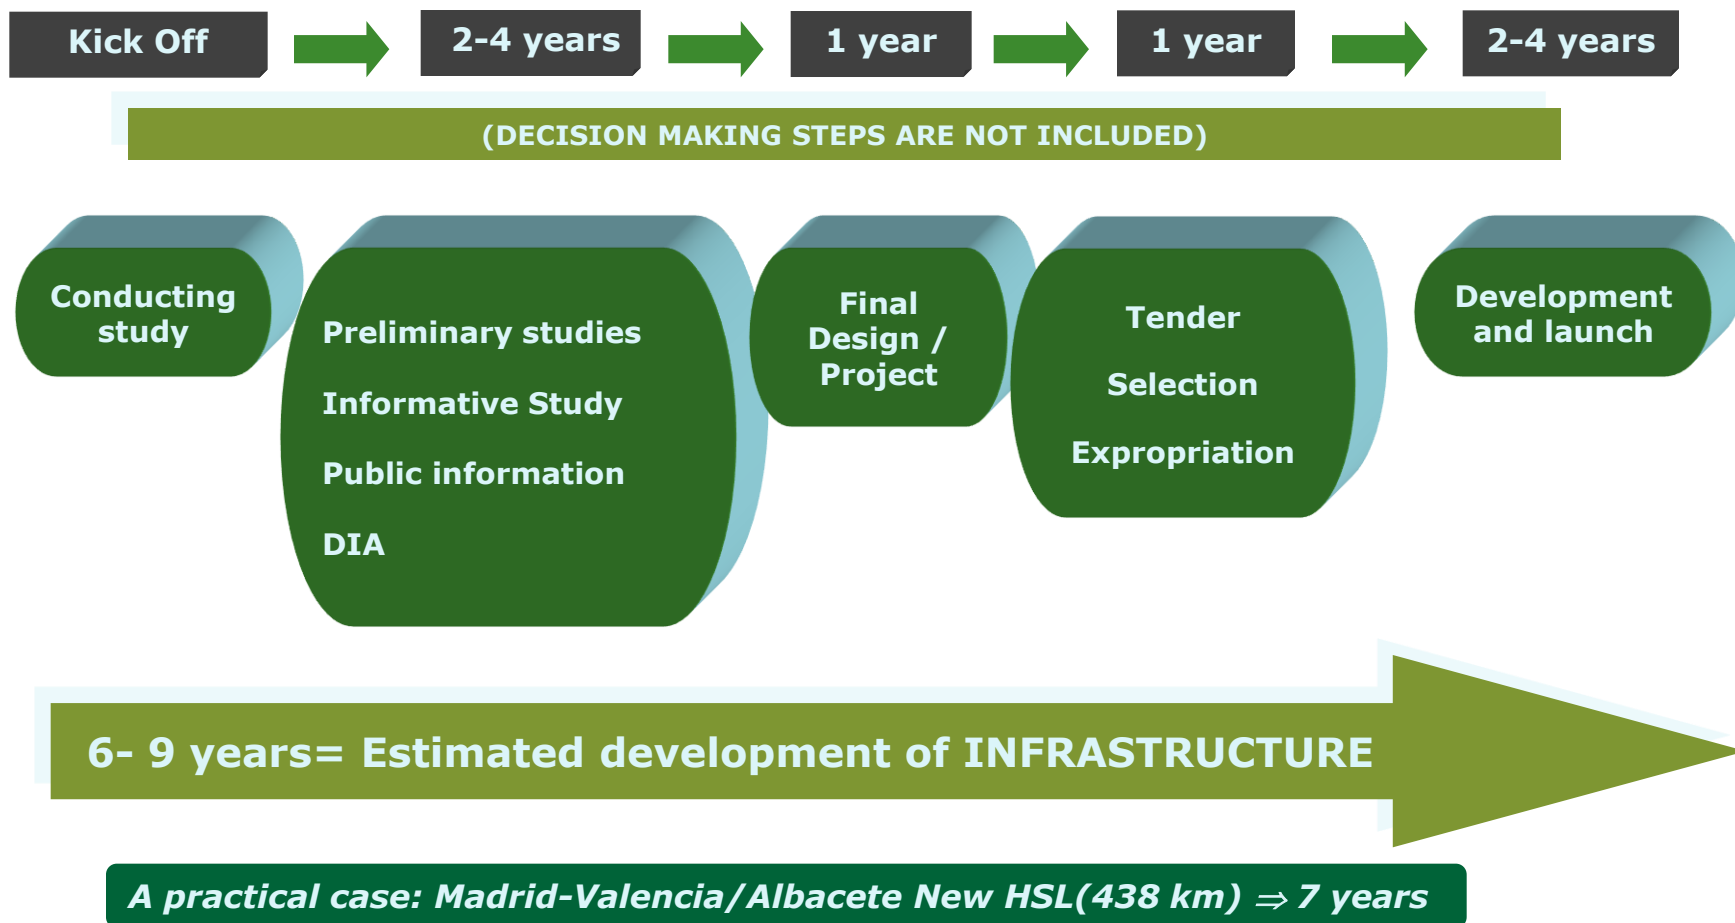 Kick Off
2-4 years
1 year
1 year
2-4 years
(DECISION MAKING STEPS ARE NOT INCLUDED)
Conducting
study
Preliminary studies
Informative Study
Public information
DIA
Final
Design /
Project
Tender
Selection
Expropriation
Development
and launch
6- 9 years= Estimated development of INFRASTRUCTURE
A practical case: Madrid-Valencia/Albacete New HSL(438 km) ⇒ 7 years